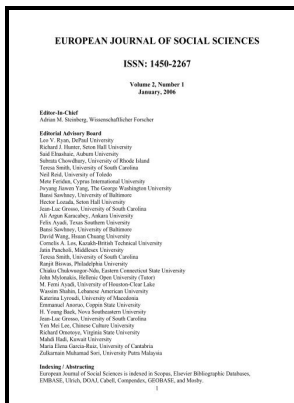 EUROPEAN JOURNAL OF SOCIAL SCIENCES
ISSN: 1450-2267
Volume 2, Number 1
January, 2006
Editor-In-Chief
Adrian M. Steinberg, Wissenschaftlicher Forscher
Editorial Advisory Board
Leo V. Ryan, DePaul University
Richard J. Hunter, Seton Hall University
Said Elnashaie, Auburn University
Subrata Chowdhury, University of Rhode Island
Teresa Smith, University of South Carolina
Neil Reid, University of Toledo
Mete Feridun, Cyprus International University
Jwyang Jiawen Yang, The George Washington University
Bansi Sawhney, University of Baltimore
Hector Lozada, Seton Hall University
Jean-Luc Grosso, University of South Carolina
Ali Argun Karacabey, Ankara University
Felix Ayadi, Texas Southern University
Bansi Sawhney, University of Baltimore
David Wang, Hsuan Chuang University
Cornelis A. Los, Kazakh-British Technical University
Jatin Pancholi, Middlesex University
Teresa Smith, University of South Carolina
Ranjit Biswas, Philadelphia University
Chiaku Chukwuogor-Ndu, Eastern Connecticut State University
John Mylonakis, Hellenic Open University (Tutor)
M. Femi Ayadi, University of Houston-Clear Lake
Wassim Shahin, Lebanese American University
Katerina Lyroudi, University of Macedonia
Emmanuel Anoruo, Coppin State University
H. Young Baek, Nova Southeastern University
Jean-Luc Grosso, University of South Carolina
Yen Mei Lee, Chinese Culture University
Richard Omotoye, Virginia State University
Mahdi Hadi, Kuwait University
Maria Elena Garcia-Ruiz, University of Cantabria
Zulkarnain Muhamad Sori, University Putra Malaysia
Indexing / Abstracting
European Journal of Social Sciences is indexed in Scopus, Elsevier Bibliographic Databases,
EMBASE, Ulrich, DOAJ, Cabell, Compendex, GEOBASE, and Mosby.
1